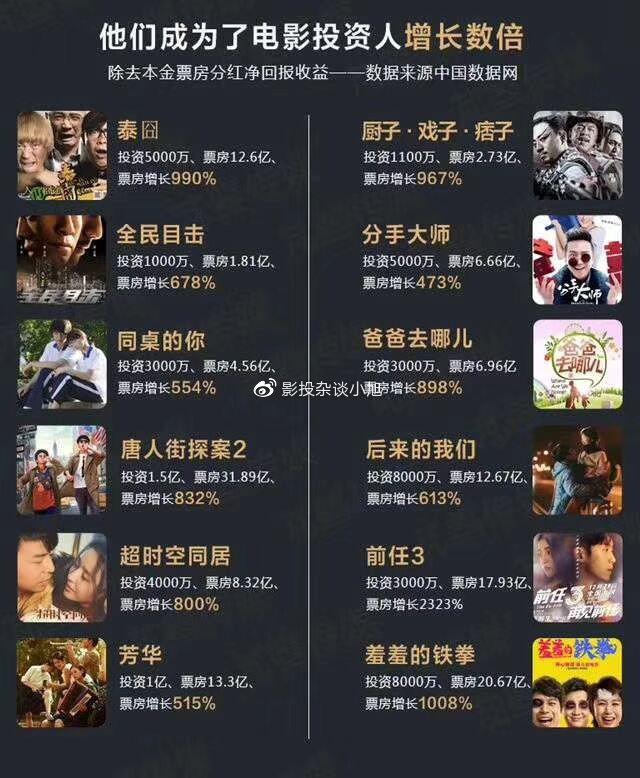 他们成为了电影投资人增长数倍
除去本金票房分红净回报收益——数据来源中国数据网
泰囧
投资5000万、票房12.6亿、
票房增长990%
全民目击
投资1000万、票房1.81亿、
票房增长678%
同桌的你
投资3000万、票房4.56亿、
票房增长554%
唐人街探案2
投资1.5亿、票房31.89亿、
票房增长832%
超时空同居
投资4000万、票房8.32亿、
票房增长800%
芳华
投资1亿、票房13.3亿、
票房增长515%
厨子·戏子·痞子
投资1100万、票房2.73亿、
票房增长967%
分手大师
投资5000万、票房6.66亿、
票房增长473%
爸爸去哪儿
投资3000万、票房6.96亿
票房增长898%
后来的我们
投资8000万、票房12.67亿、
票房增长613%
前任3
投资3000万、票房17.93亿、
票房增长2323%
羞羞的铁拳
投资8000万、票房20.67亿、
票房增长1008%
影投杂谈小旭
全民目击
分手大师
爸爸去哪儿
前任3
再见前任
羞羞的铁拳